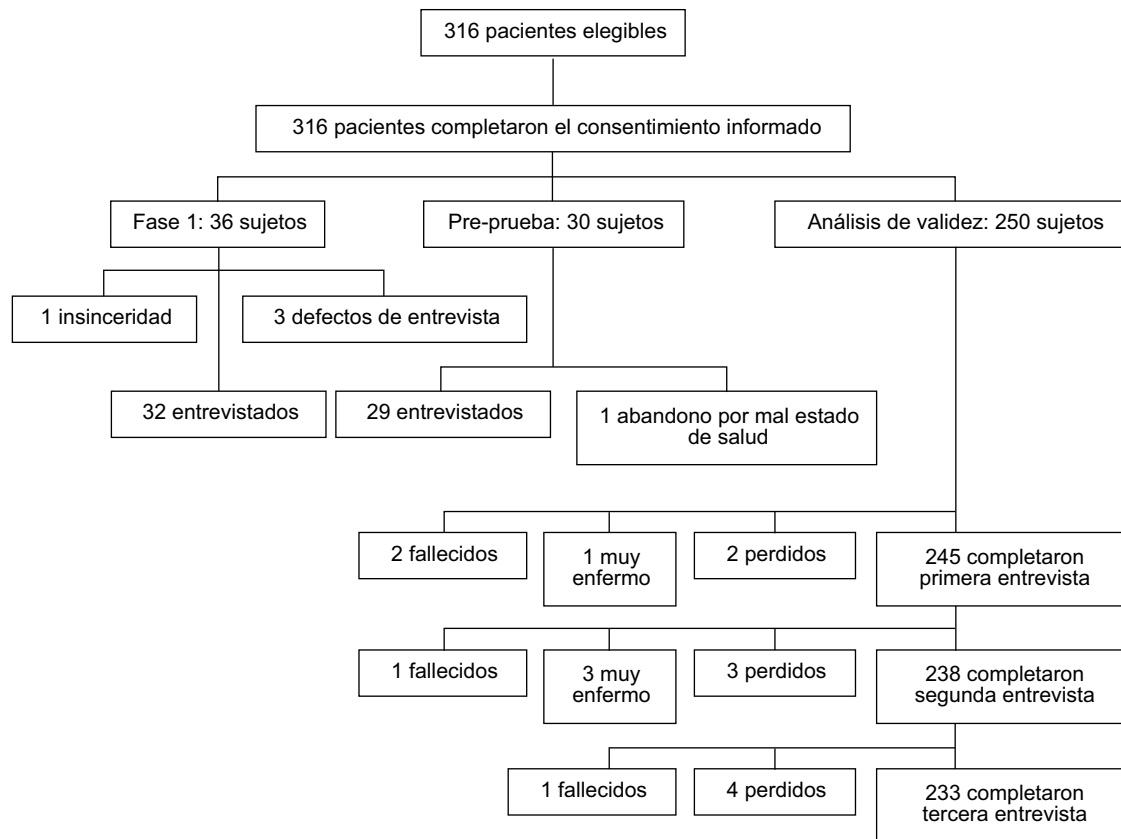 316 pacientes elegibles
316 pacientes completaron el consentimiento informado
Fase 1: 36 sujetos
Pre-prueba: 30 sujetos
Análisis de validez: 250 sujetos
1 insinceridad
3 defectos de entrevista
32 entrevistados
29 entrevistados
1 abandono por mal estado
de salud
2 fallecidos
1 muy
enfermo
2 perdidos
245 completaron
primera entrevista
1 fallecidos
3 muy
enfermo
3 perdidos
238 completaron
segunda entrevista
1 fallecidos
4 perdidos
233 completaron
tercera entrevista